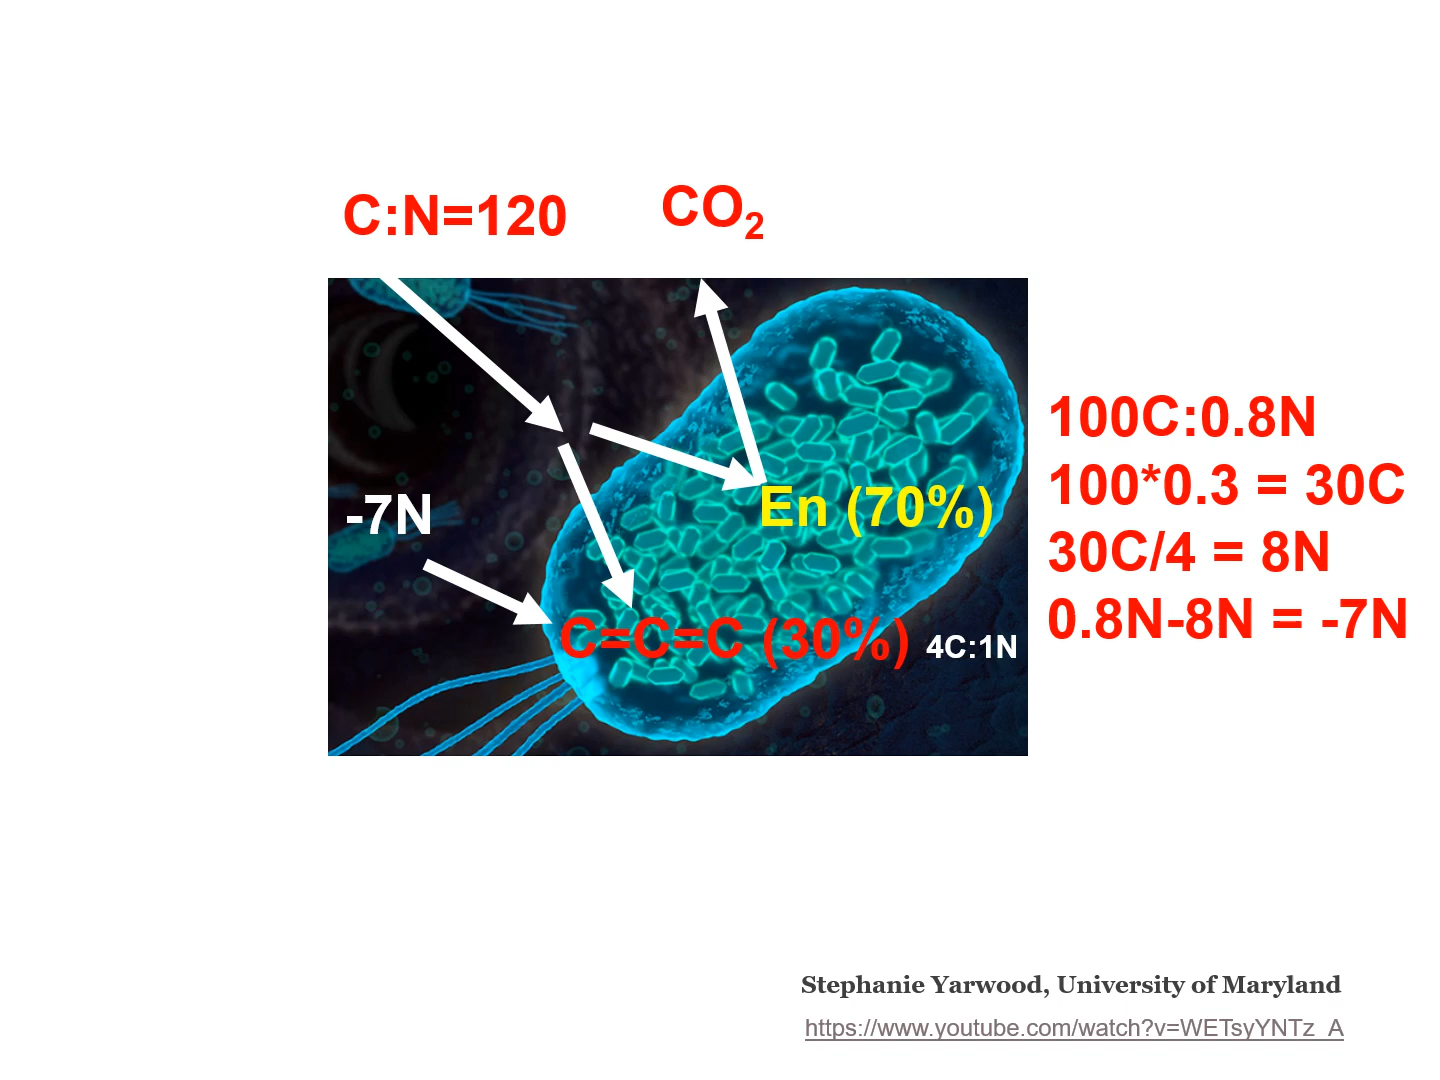 C:N=120
CO₂
-7N
En (70%)
C=C=C (30%)
4C:1N
100C:0.8N
100*0.3 = 30C
30C/4 = 8N
0.8N-8N = -7N
Stephanie Yarwood, University of Maryland
https://www.youtube.com/watch?v=WETsyYNTz_A